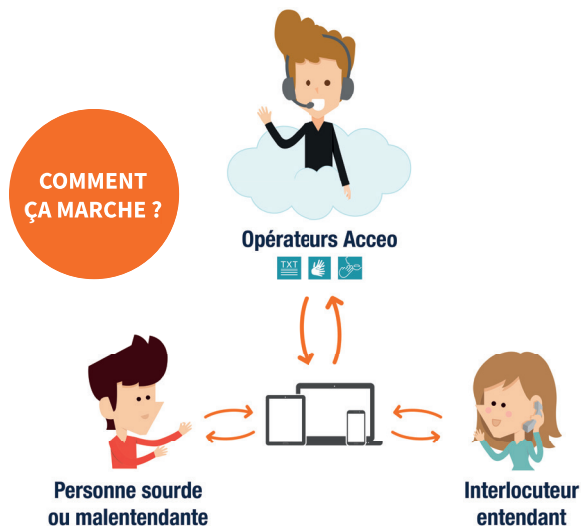 COMMENT
ÇA MARCHE ?
Opérateurs Acceo
TXT
Personne sourde
ou malentendante
Interlocuteur
entendant